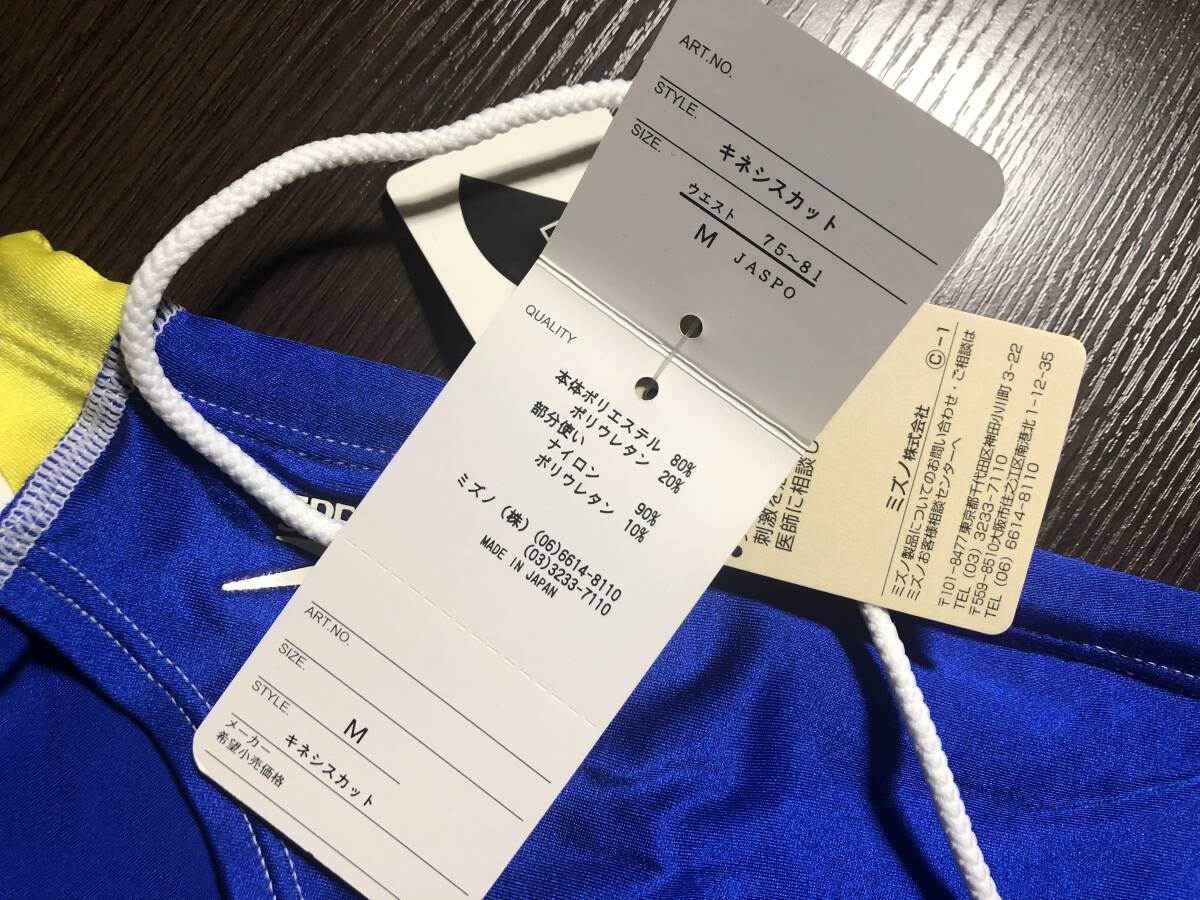 ART.NO.
STYLE.
キネシスカット
SIZE.
ウエスト 75~81
M JASPO
QUALITY
本体ポリエステル 80%
ポリウレタン 20%
部分使い
ナイロン 90%
ポリウレタン 10%
ミズノ (株) (06)6614-8110
(03)3233-7110
MADE IN JAPAN
ART.NO.
SIZE.
M
STYLE.
キネシスカット
メーカー
希望小売価格
刺激を
医師に相談し
ミズノ株式会社
Ⓒ-1
ミズノ製品についてのお問い合わせ・ご相談は
ミズノお客様相談センターへ
〒101-8477東京都千代田区神田小川町3-22
TEL (03) 3233-7110
〒559-8510大阪市住之江区南港北1-12-35
TEL (06) 6614-8110